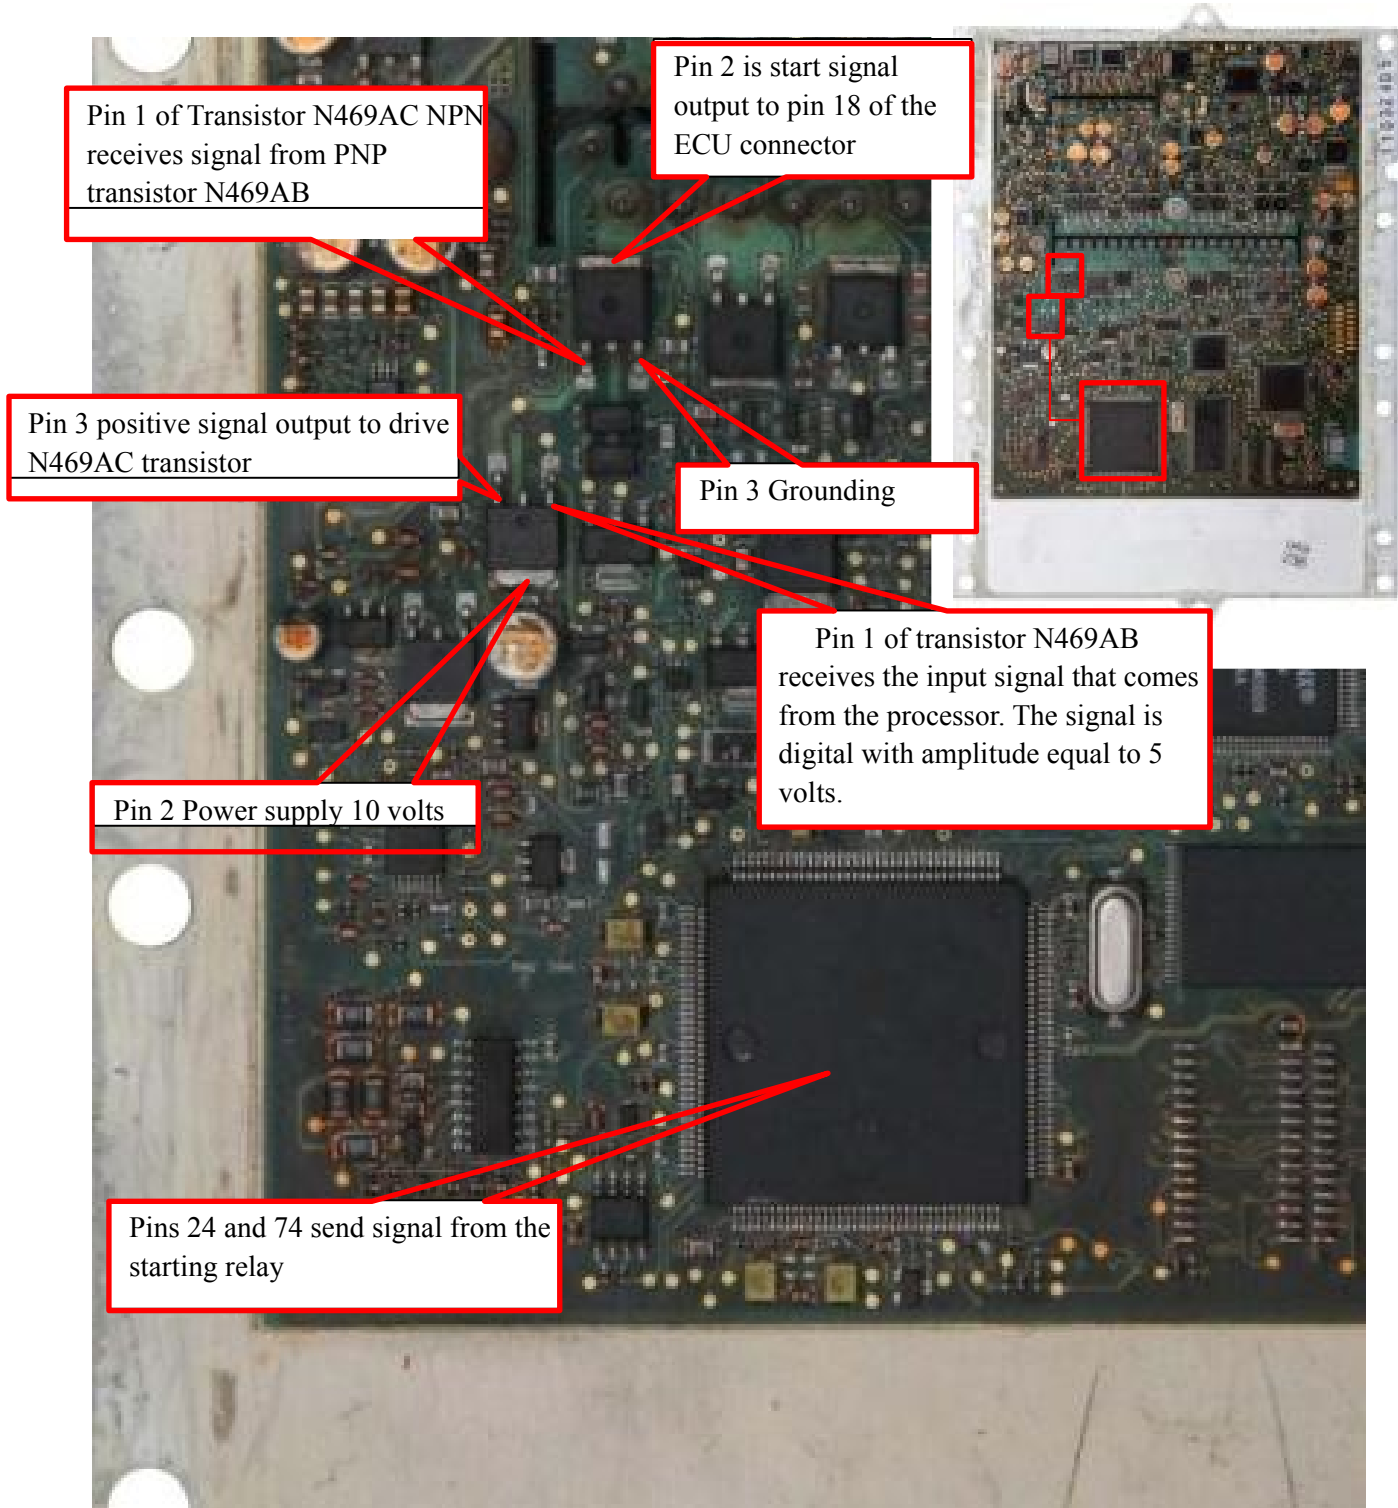 Pin 1 of Transistor N469AC NPN
receives signal from PNP
transistor N469AB
Pin 2 is start signal
output to pin 18 of the
ECU connector
Pin 3 positive signal output to drive
N469AC transistor
Pin 3 Grounding
Pin 1 of transistor N469AB
receives the input signal that comes
from the processor. The signal is
digital with amplitude equal to 5
volts.
Pin 2 Power supply 10 volts
Pins 24 and 74 send signal from the
starting relay